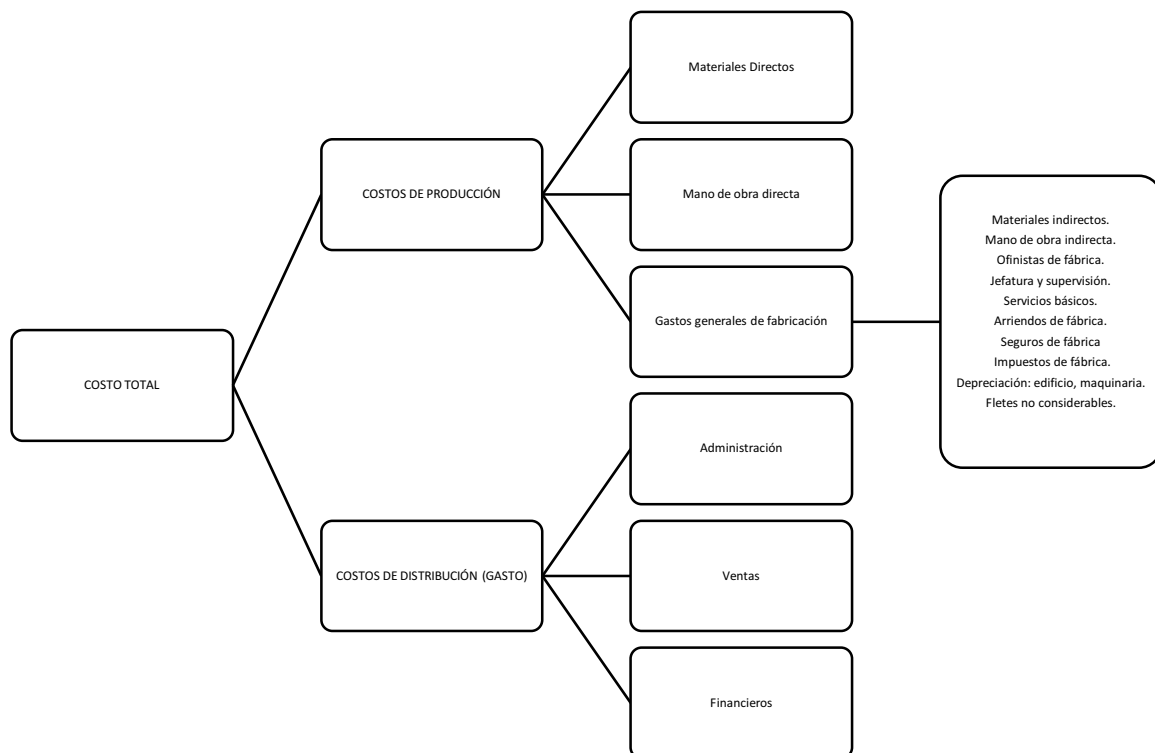 COSTO TOTAL
COSTOS DE PRODUCCIÓN
Materiales Directos
Mano de obra directa
Gastos generales de fabricación
Materiales indirectos.
Mano de obra indirecta.
Ofinistas de fábrica.
Jefatura y supervisión.
Servicios básicos.
Arriendos de fábrica.
Seguros de fábrica
Impuestos de fábrica.
Depreciación: edificio, maquinaria.
Fletes no considerables.
COSTOS DE DISTRIBUCIÓN (GASTO)
Administración
Ventas
Financieros